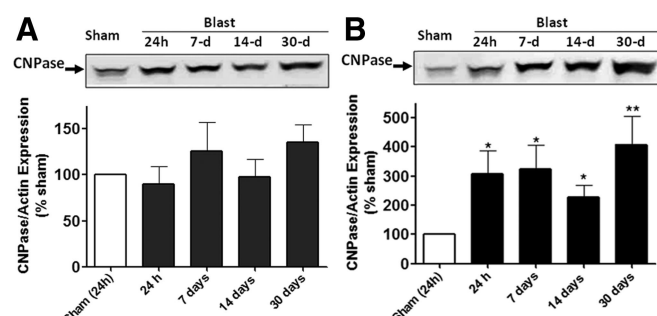 A
Blast
Sham 24h 7-d 14-d 30-d
CNPase
CNPase/Actin Expression
(% sham)
150
100
50
0
Sham (24h)
24 h
7 days
14 days
30 days
B
Blast
Sham 24h 7-d 14-d 30-d
CNPase
CNPase/Actin Expression
(% sham)
500
400
300
200
100
0
* * * **
Sham (24h)
24 h
7 days
14 days
30 days